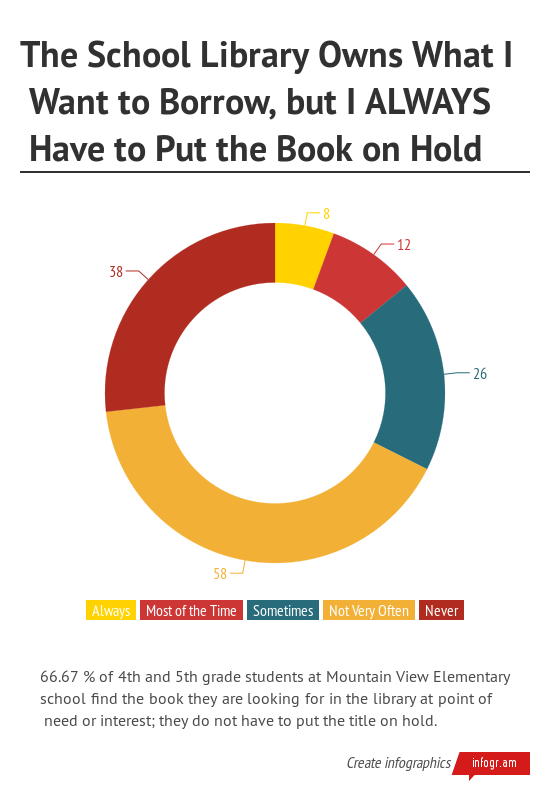 The School Library Owns What I
Want to Borrow, but I ALWAYS
Have to Put the Book on Hold
8
12
38
26
58
Always Most of the Time Sometimes Not Very Often Never
66.67 % of 4th and 5th grade students at Mountain View Elementary
school find the book they are looking for in the library at point of
need or interest; they do not have to put the title on hold.
Create infographics infogr.am